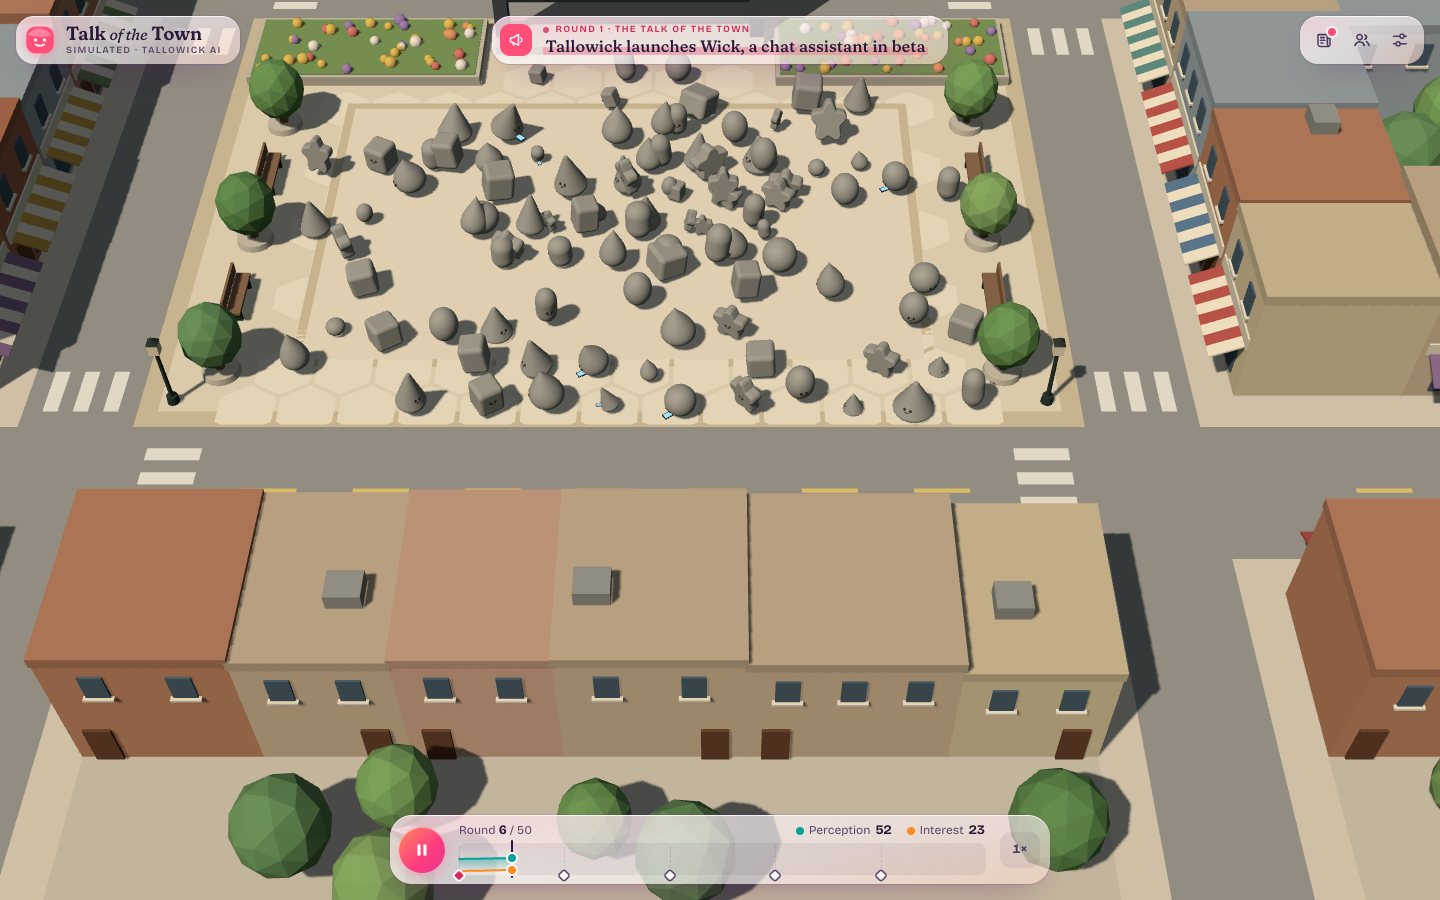 Talk of the Town
SIMULATED · TALLOWICK AI
ROUND 1 · THE TALK OF THE TOWN
Tallowick launches Wick, a chat assistant in beta
Round 6 / 50
Perception 52
Interest 23
1×